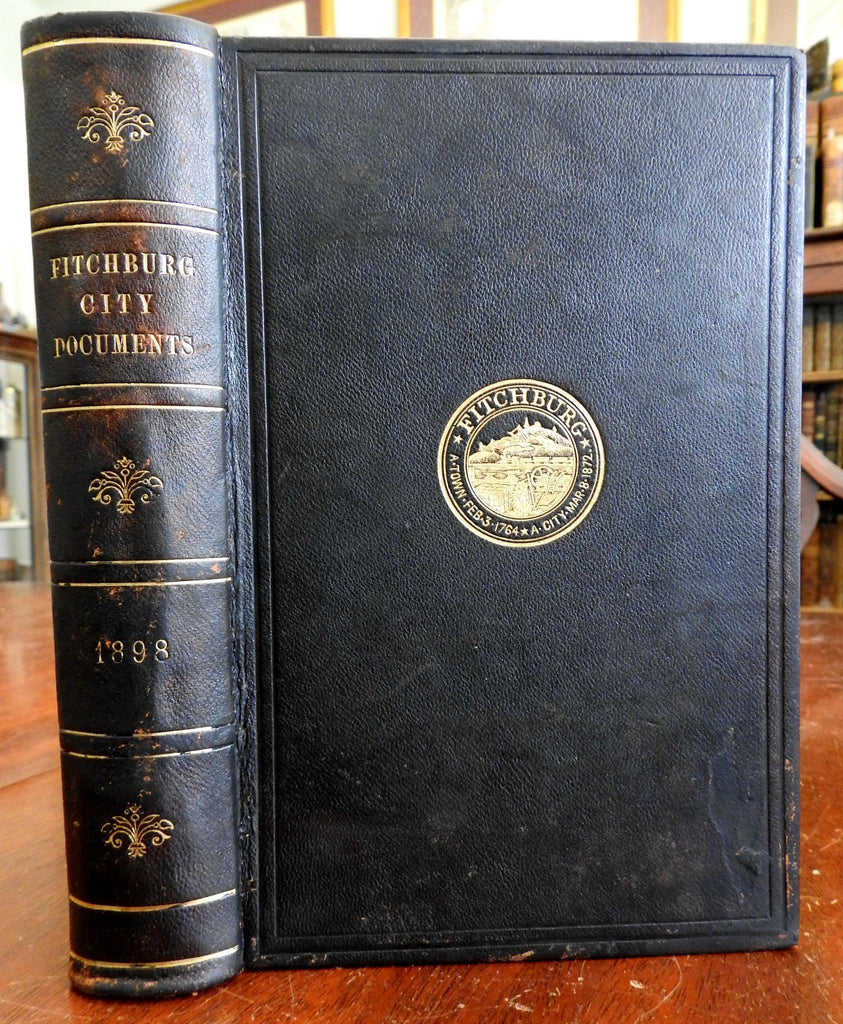 FITCHBURG
CITY
DOCUMENTS
1898
★ FITCHBURG ★
A·TOWN·FEB·3·1764★A·CITY·MAR·8·1872